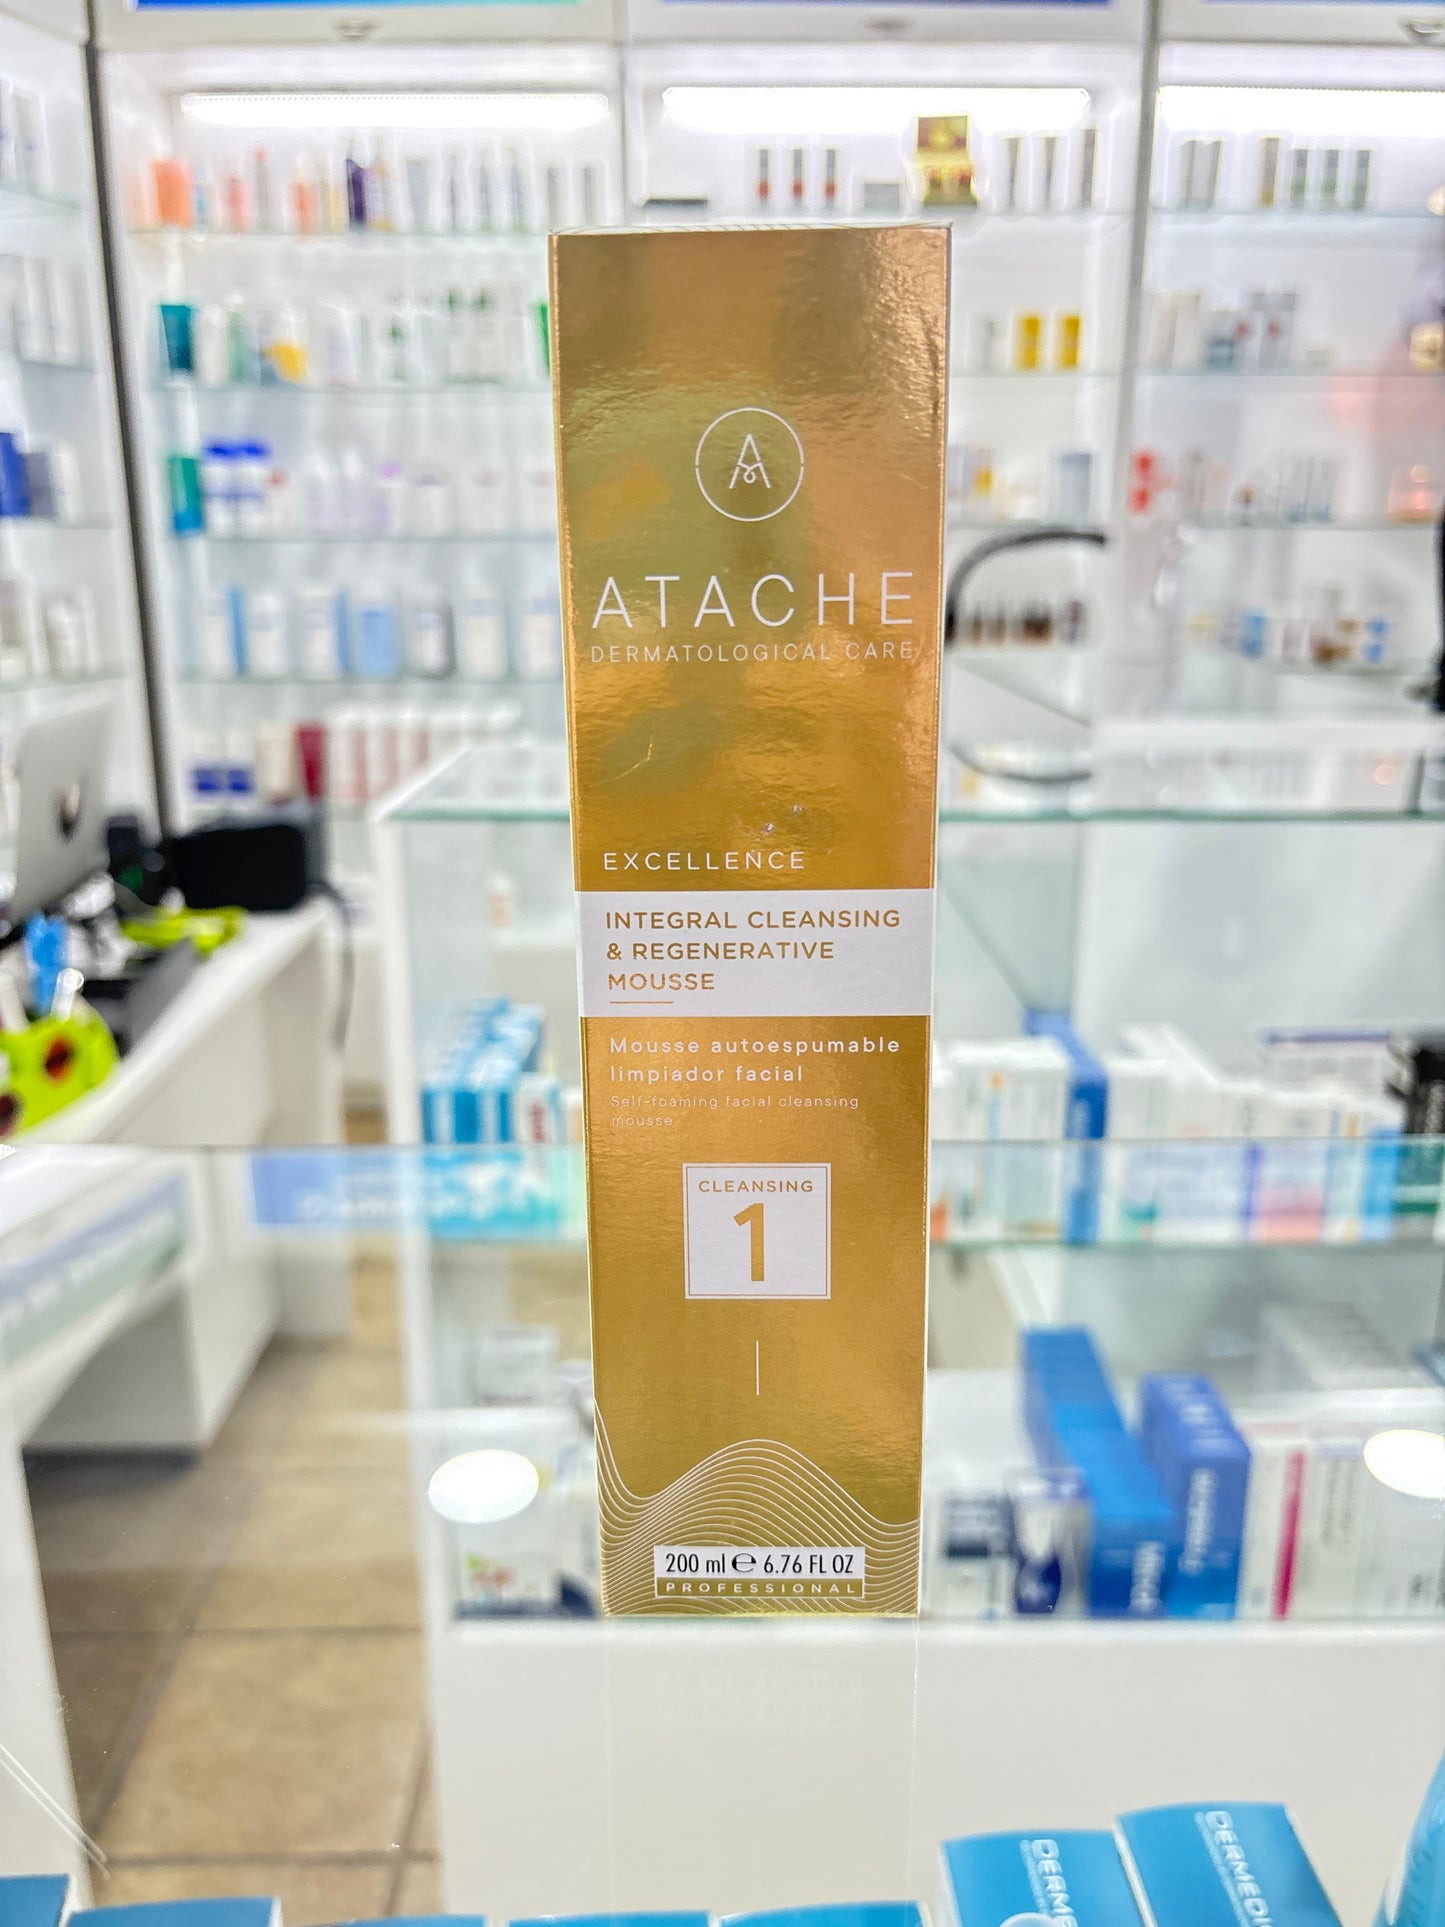 ATACHE
DERMATOLOGICAL CARE
EXCELLENCE
INTEGRAL CLEANSING
& REGENERATIVE
MOUSSE
Mousse autoespumable
limpiador facial
Self-foaming facial cleansing
mousse
CLEANSING
1
200 ml ℮ 6.76 FL OZ
PROFESSIONAL